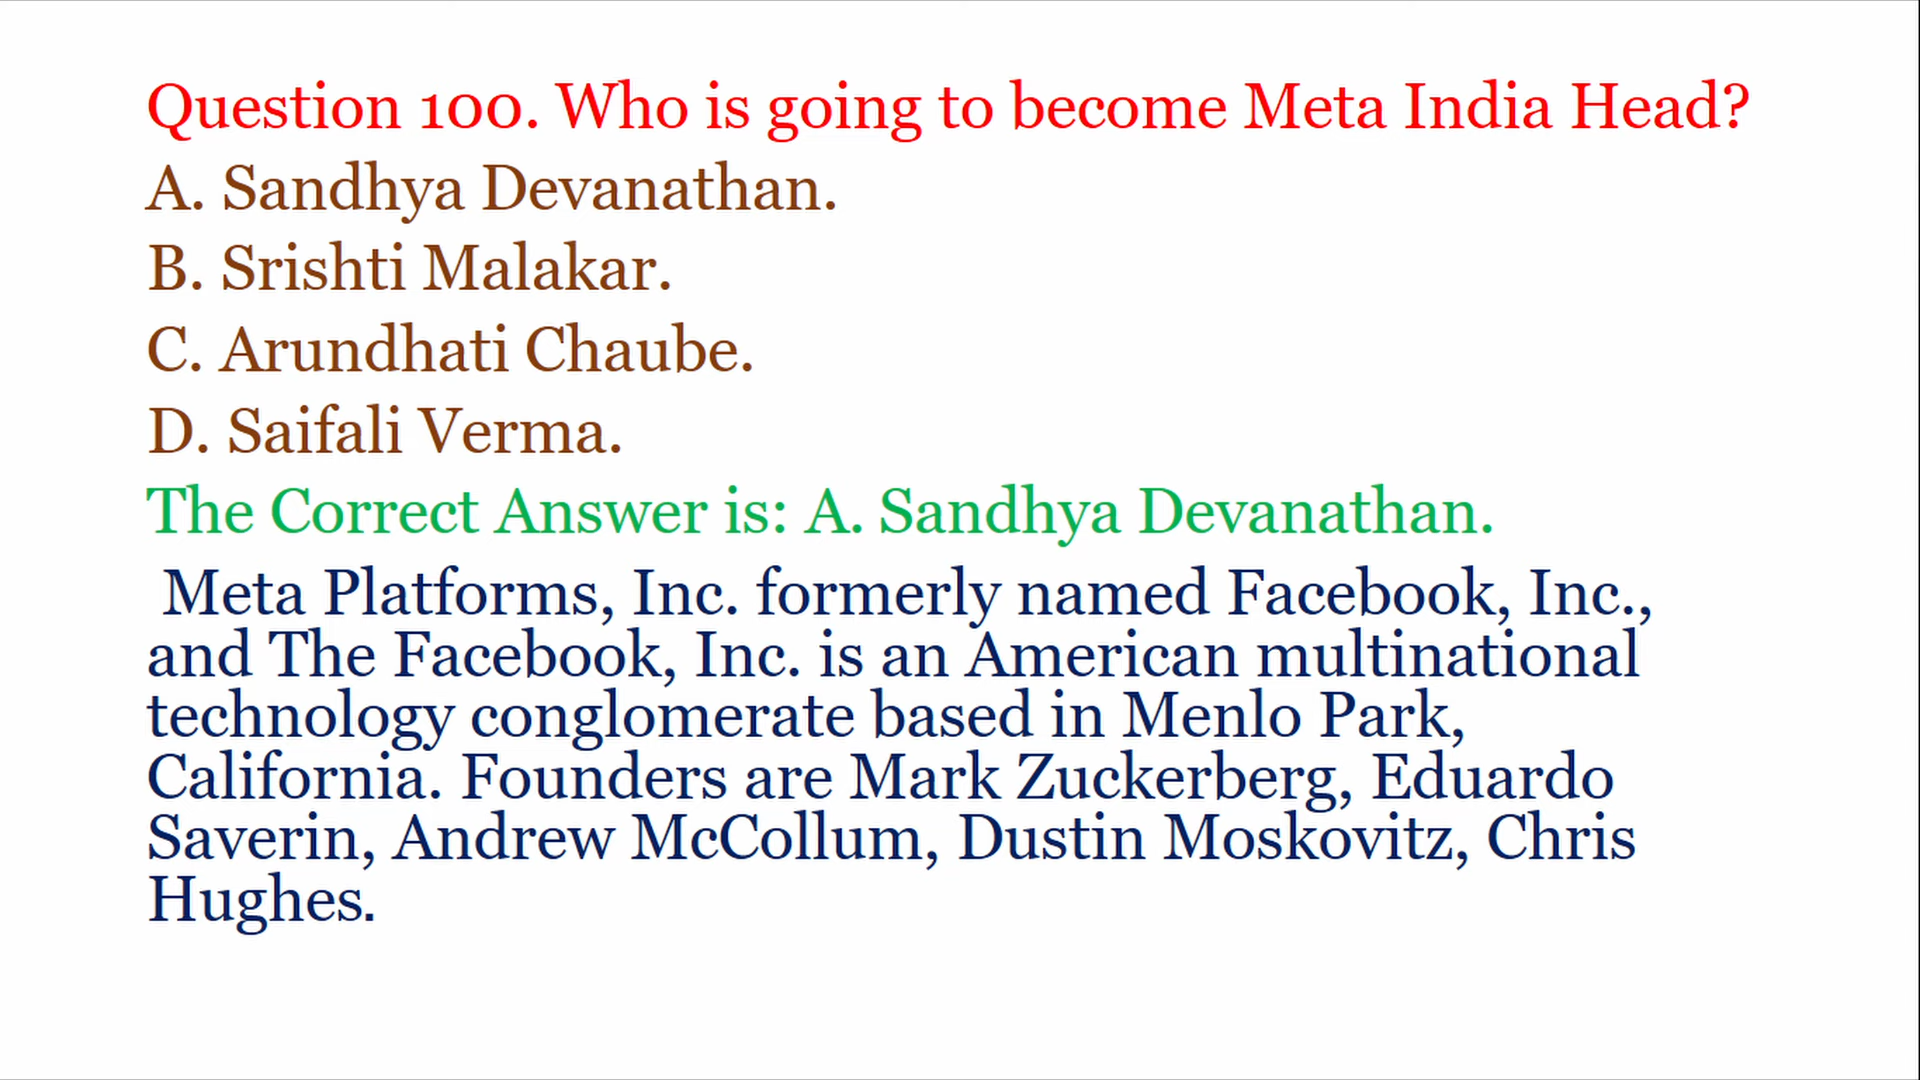 Question 100. Who is going to become Meta India Head?
A. Sandhya Devanathan.
B. Srishti Malakar.
C. Arundhati Chaube.
D. Saifali Verma.
The Correct Answer is: A. Sandhya Devanathan.
Meta Platforms, Inc. formerly named Facebook, Inc.,
and The Facebook, Inc. is an American multinational
technology conglomerate based in Menlo Park,
California. Founders are Mark Zuckerberg, Eduardo
Saverin, Andrew McCollum, Dustin Moskovitz, Chris
Hughes.